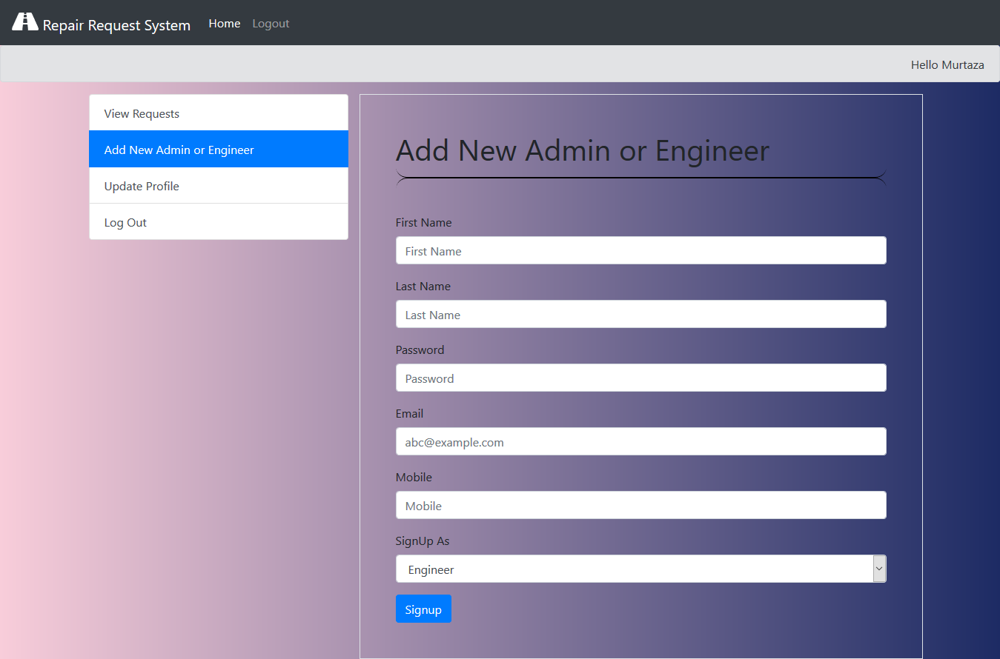 Repair Request System Home Logout
Hello Murtaza
View Requests
Add New Admin or Engineer
Update Profile
Log Out
Add New Admin or Engineer
First Name
First Name
Last Name
Last Name
Password
Password
Email
abc@example.com
Mobile
Mobile
SignUp As
Engineer
Signup